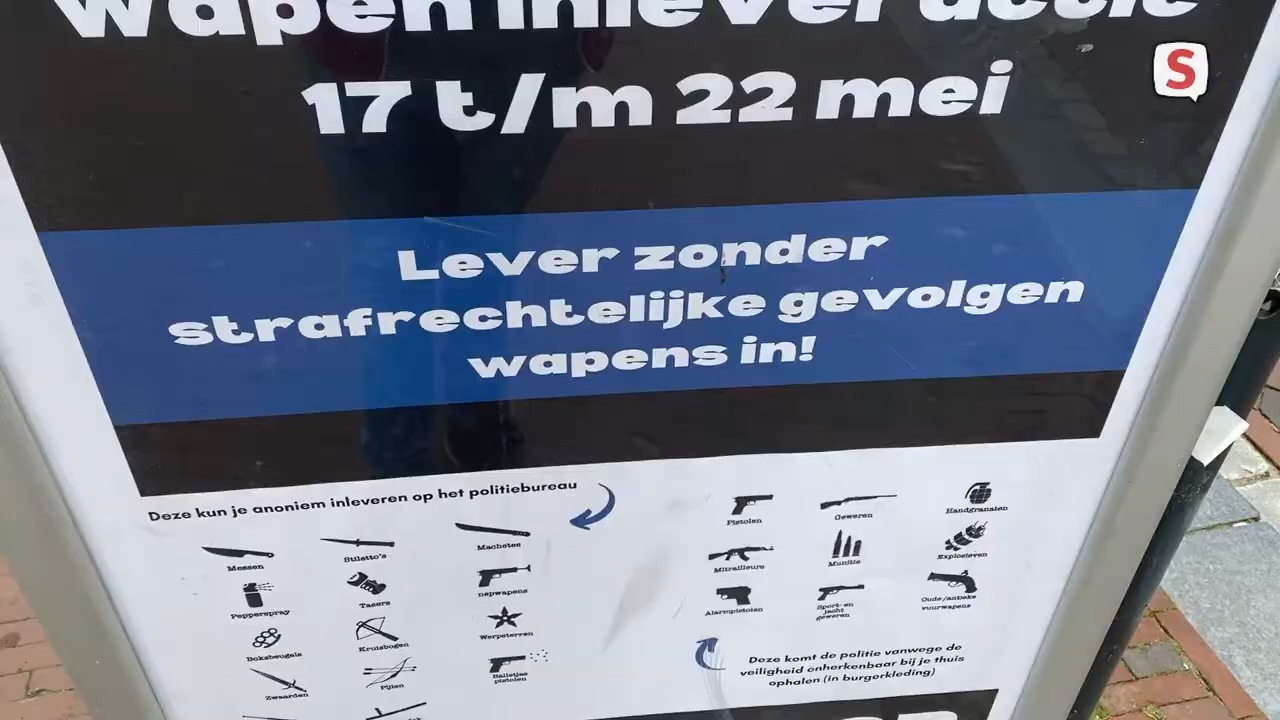 Wapen inlever actie
17 t/m 22 mei
S
Lever zonder
strafrechtelijke gevolgen
wapens in!
Deze kun je anoniem inleveren op het politiebureau
Messen
Stiletto's
Machetes
Pepperspray
Tasers
nepwapens
Boksbeugels
Kruisbogen
Werpsterren
Zwaarden
Pijlen
Balletjes
pistolen
Pistolen
Geweren
Handgranaten
Mitrailleurs
Munitie
Explosieven
Alarmpistolen
Sport- en
jacht
geweren
Oude/antieke
vuurwapens
Deze komt de politie vanwege de
veiligheid onherkenbaar bij je thuis
ophalen (in burgerkleding)